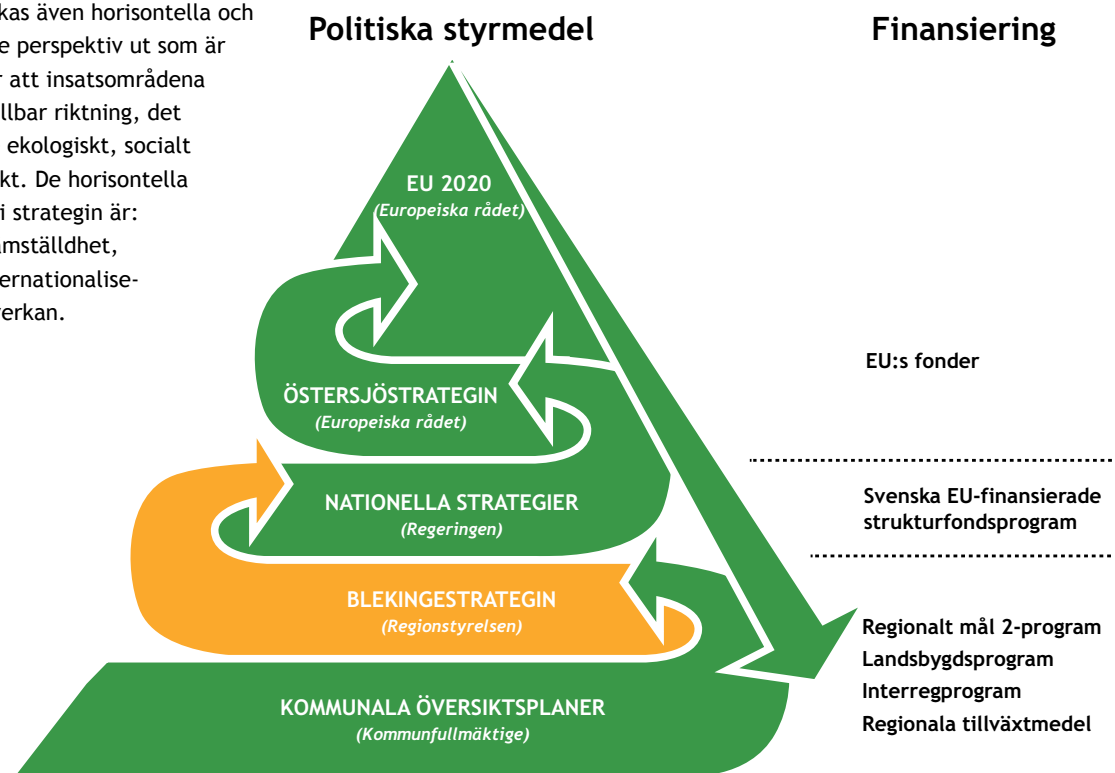 kas även horisontella och
e perspektiv ut som är
r att insatsområdena
llbar riktning, det
ekologiskt, socialt
kt. De horisontella
i strategin är:
amställdhet,
ternationalise-
verkan.
Politiska styrmedel
EU 2020
(Europeiska rådet)
ÖSTERSJÖSTRATEGIN
(Europeiska rådet)
NATIONELLA STRATEGIER
(Regeringen)
BLEKINGESTRATEGIN
(Regionstyrelsen)
KOMMUNALA ÖVERSIKTSPLANER
(Kommunfullmäktige)
Finansiering
EU:s fonder
Svenska EU-finansierade
strukturfondsprogram
Regionalt mål 2-program
Landsbygdsprogram
Interregprogram
Regionala tillväxtmedel